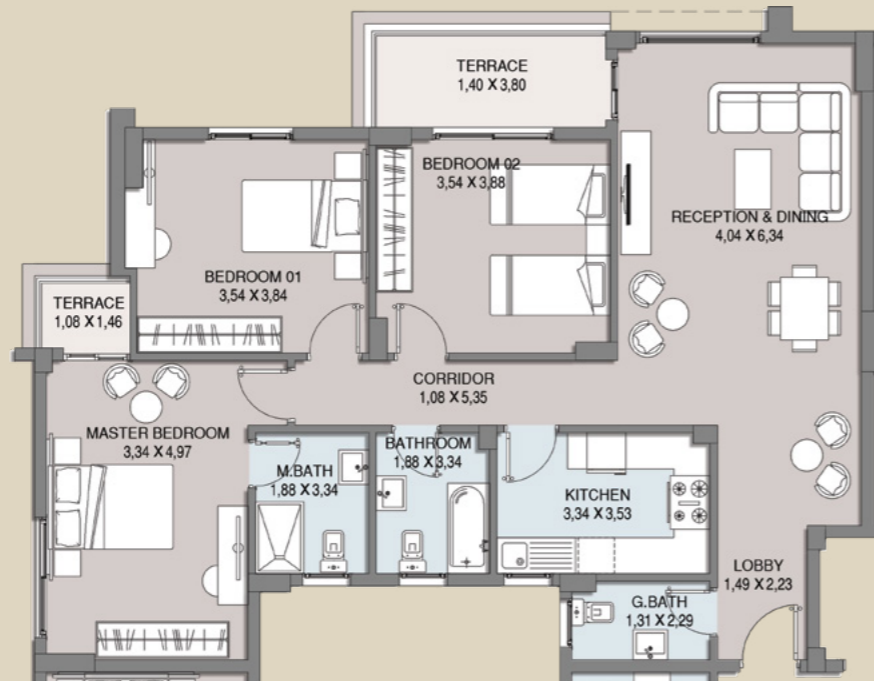 TERRACE
1,40 X 3,80
BEDROOM 02
3,54 X 3,88
RECEPTION & DINING
4,04 X 6,34
BEDROOM 01
3,54 X 3,84
TERRACE
1,08 X 1,46
CORRIDOR
1,08 X 5,35
MASTER BEDROOM
3,34 X 4,97
BATHROOM
1,88 X 3,34
M.BATH
1,88 X 3,34
KITCHEN
3,34 X 3,53
LOBBY
1,49 X 2,23
G.BATH
1,31 X 2,29